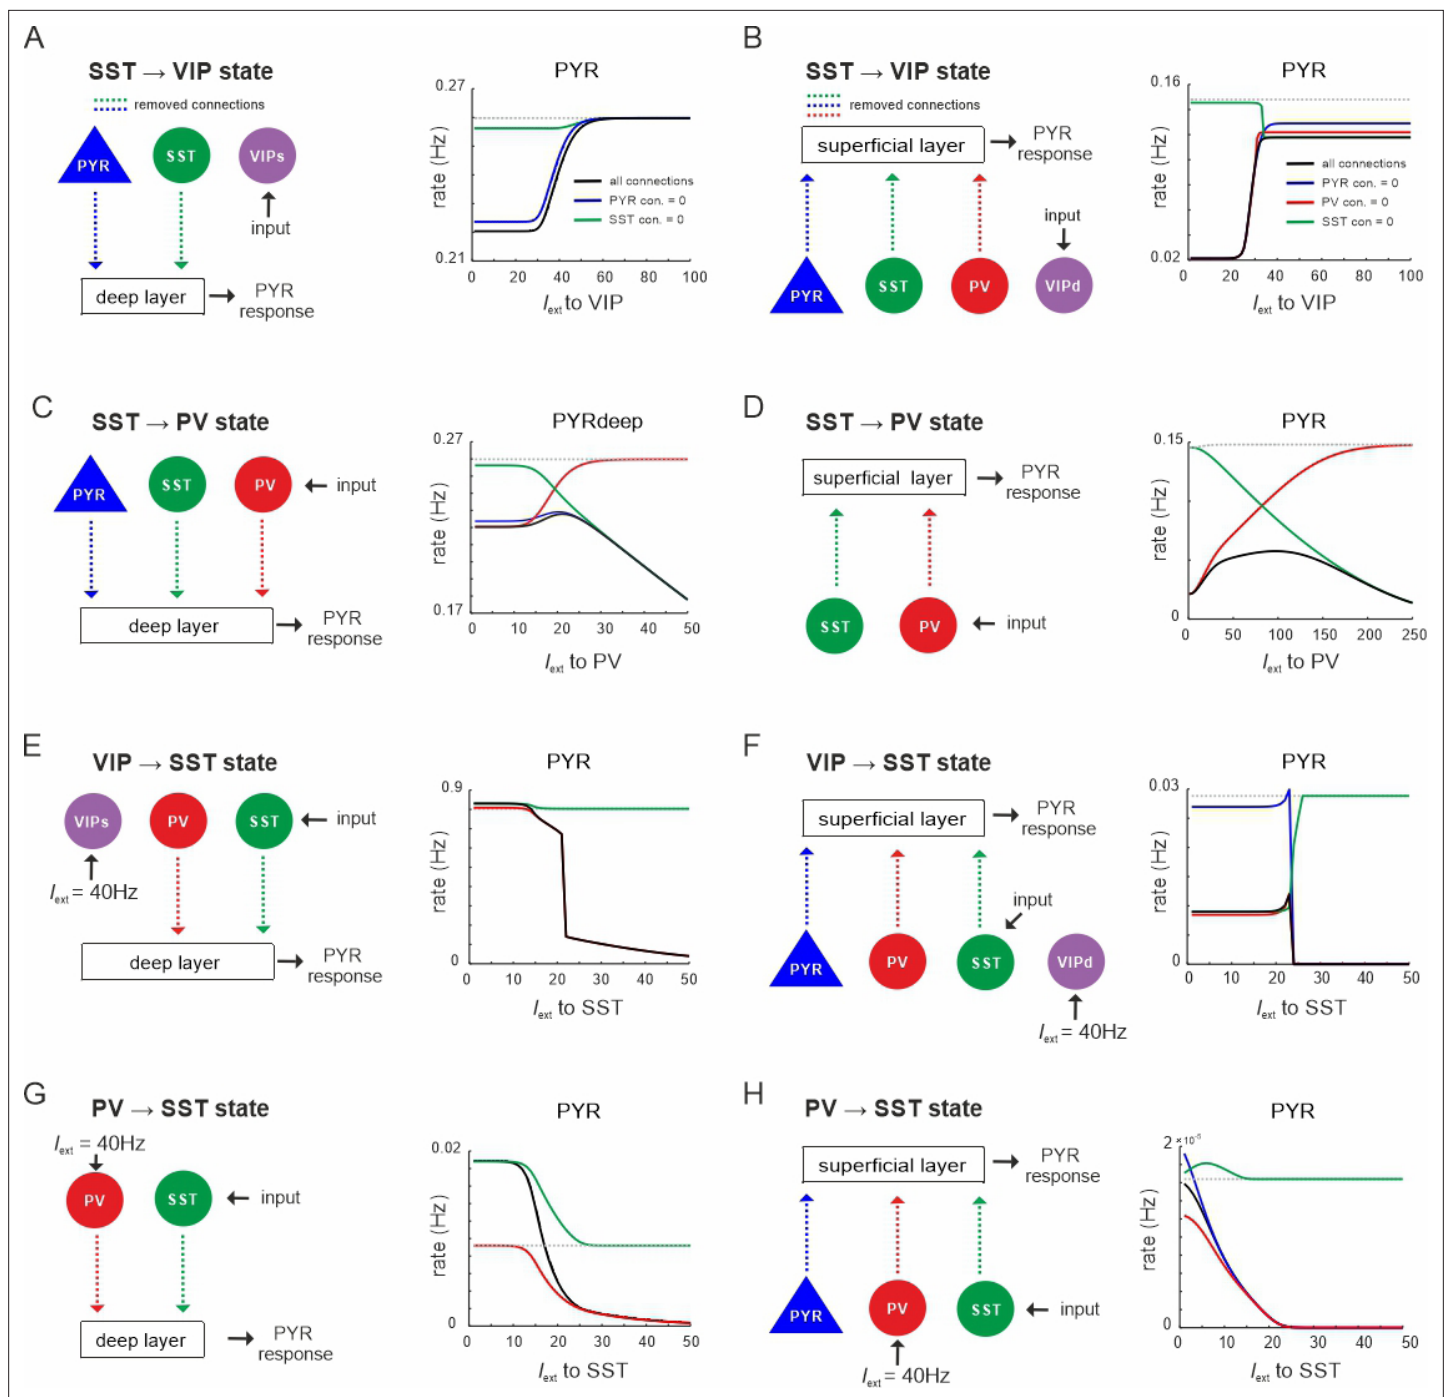 A
SST → VIP state
removed connections
PYR
SST
VIPs
input
deep layer
PYR
response
PYR
0.27
rate (Hz)
all connections
PYR con. = 0
SST con. = 0
0.21
0 20 40 60 80 100
Iext to VIP
B
SST → VIP state
removed connections
superficial layer
PYR
response
input
PYR
SST
PV
VIPd
PYR
0.16
rate (Hz)
all connections
PYR con. = 0
PV con. = 0
SST con = 0
0.02
0 20 40 60 80 100
Iext to VIP
C
SST → PV state
PYR
SST
PV
input
deep layer
PYR
response
PYRdeep
0.27
rate (Hz)
0.17
0 10 20 30 40 50
Iext to PV
D
SST → PV state
superficial layer
PYR
response
SST
PV
input
PYR
0.15
rate (Hz)
0
0 50 100 150 200 250
Iext to PV
E
VIP → SST state
VIPs
PV
SST
input
Iext = 40Hz
deep layer
PYR
response
PYR
0.9
rate (Hz)
0
0 10 20 30 40 50
Iext to SST
F
VIP → SST state
superficial layer
PYR
response
input
PYR
PV
SST
VIPd
Iext = 40Hz
PYR
0.03
rate (Hz)
0
0 10 20 30 40 50
Iext to SST
G
PV → SST state
Iext = 40Hz
PV
SST
input
deep layer
PYR
response
PYR
0.02
rate (Hz)
0
0 10 20 30 40 50
Iext to SST
H
PV → SST state
superficial layer
PYR
response
PYR
PV
SST
input
Iext = 40Hz
PYR
2 × 10⁻⁵
rate (Hz)
0
0 10 20 30 40 50
Iext to SST